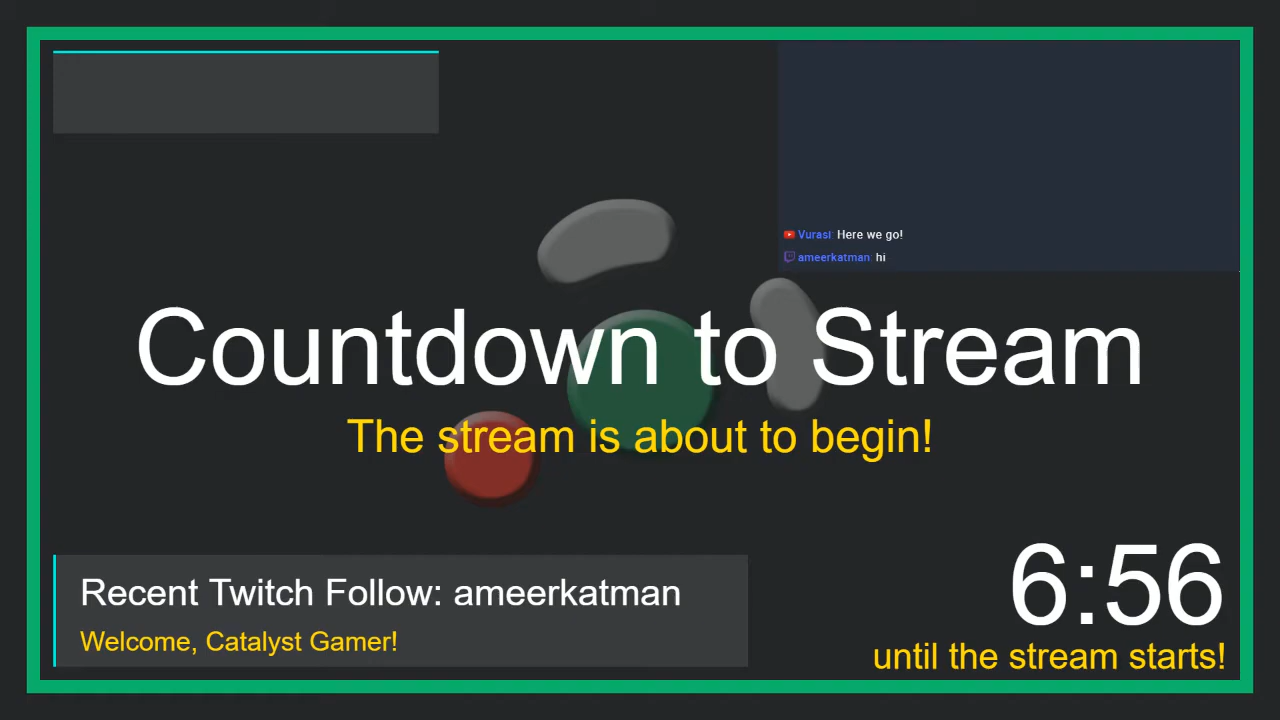 Vurasi: Here we go!
ameerkatman: hi
Countdown to Stream
The stream is about to begin!
Recent Twitch Follow: ameerkatman
Welcome, Catalyst Gamer!
6:56
until the stream starts!